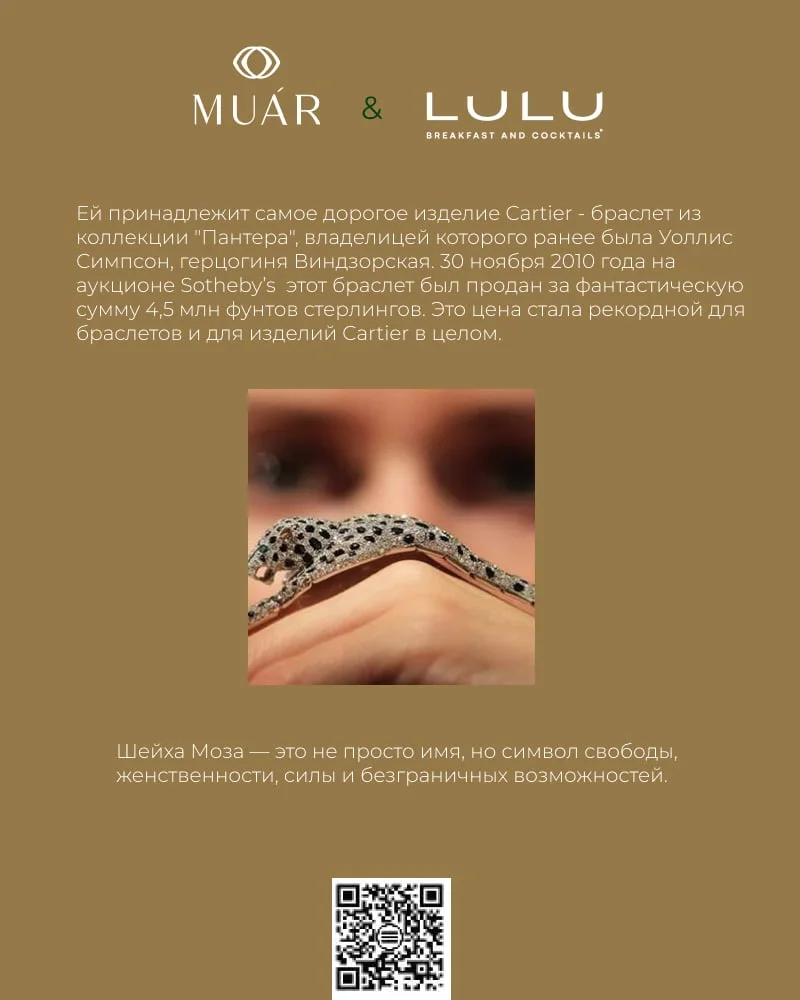 MUÁR & LULU
BREAKFAST AND COCKTAILS
Ей принадлежит самое дорогое изделие Cartier - браслет из
коллекции "Пантера", владелицей которого ранее была Уоллис
Симпсон, герцогиня Виндзорская. 30 ноября 2010 года на
аукционе Sotheby’s  этот браслет был продан за фантастическую
сумму 4,5 млн фунтов стерлингов. Это цена стала рекордной для
браслетов и для изделий Cartier в целом.
Шейха Моза — это не просто имя, но символ свободы,
женственности, силы и безграничных возможностей.